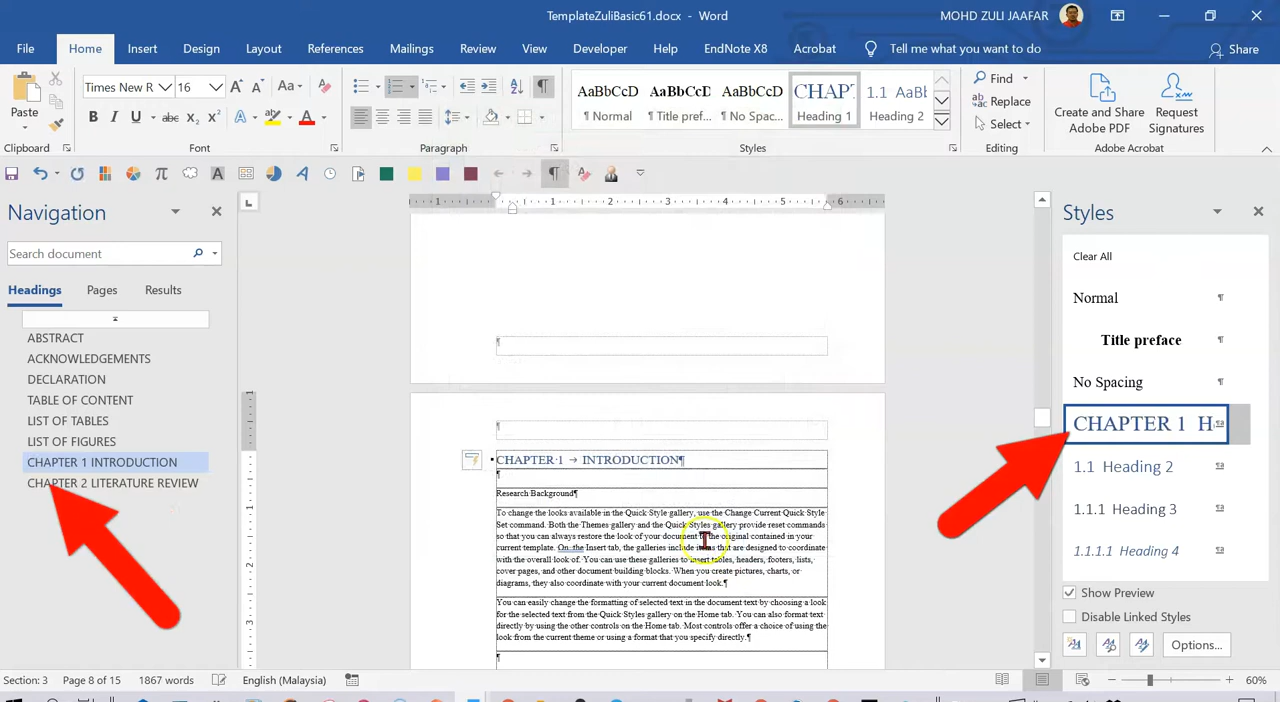 TemplateZuliBasic61.docx - Word
MOHD ZULI JAAFAR
File Home Insert Design Layout References Mailings Review View Developer Help EndNote X8 Acrobat Tell me what you want to do Share
Paste
Times New R 16
Aa
AaBbCcD AaBbCcD AaBbCcD CHAPT 1.1 AaBb
¶ Normal ¶ Title pref... ¶ No Spac... Heading 1 Heading 2
Find
Replace
Select
Create and Share Adobe PDF
Request Signatures
Clipboard Font Paragraph Styles Editing Adobe Acrobat
Navigation
Search document
Headings Pages Results
ABSTRACT
ACKNOWLEDGEMENTS
DECLARATION
TABLE OF CONTENT
LIST OF TABLES
LIST OF FIGURES
CHAPTER 1 INTRODUCTION
CHAPTER 2 LITERATURE REVIEW
1 1 2 3 4 5 6
1 1 2 3
CHAPTER·1 → INTRODUCTION¶
Research Background¶
To change the looks available in the Quick Style gallery, use the Change Current Quick Style
Set command. Both the Themes gallery and the Quick Styles gallery provide reset commands
so that you can always restore the look of your document to the original contained in your
current template. On the Insert tab, the galleries include items that are designed to coordinate
with the overall look of. You can use these galleries to insert tables, headers, footers, lists,
cover pages, and other document building blocks. When you create pictures, charts, or
diagrams, they also coordinate with your current document look.¶
You can easily change the formatting of selected text in the document text by choosing a look
for the selected text from the Quick Styles gallery on the Home tab. You can also format text
directly by using the other controls on the Home tab. Most controls offer a choice of using the
look from the current theme or using a format that you specify directly.¶
Styles
Clear All
Normal
Title preface
No Spacing
CHAPTER 1 H
1.1 Heading 2
1.1.1 Heading 3
1.1.1.1 Heading 4
Show Preview
Disable Linked Styles
Options...
Section: 3 Page 8 of 15 1867 words English (Malaysia) 60%